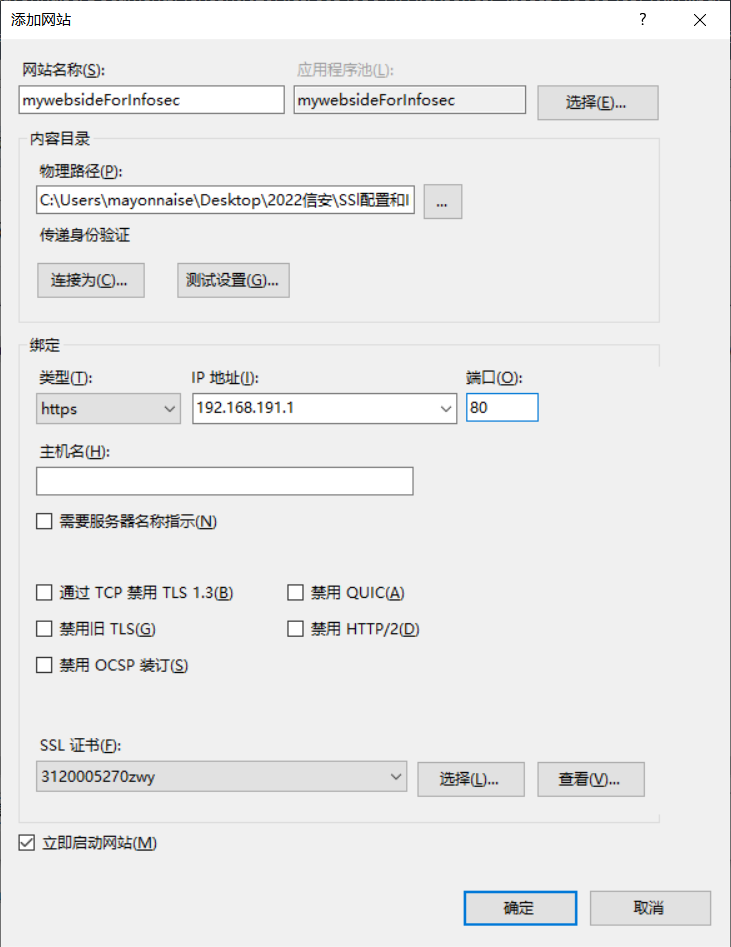 添加网站
?
网站名称(S):
应用程序池(L):
mywebsideForInfosec
mywebsideForInfosec
选择(E)...
内容目录
物理路径(P):
C:\Users\mayonnaise\Desktop\2022信安\SSl配置和I
...
传递身份验证
连接为(C)...
测试设置(G)...
绑定
类型(T):
IP 地址(I):
端口(O):
https
192.168.191.1
80
主机名(H):
需要服务器名称指示(N)
通过 TCP 禁用 TLS 1.3(B)
禁用 QUIC(A)
禁用旧 TLS(G)
禁用 HTTP/2(D)
禁用 OCSP 装订(S)
SSL 证书(F):
3120005270zwy
选择(L)...
查看(V)...
立即启动网站(M)
确定
取消